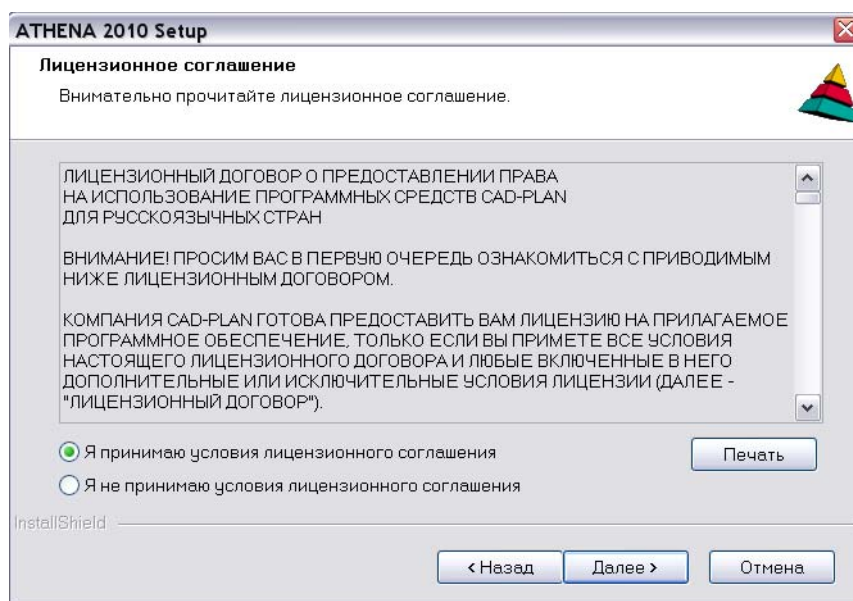 ATHENA 2010 Setup
Лицензионное соглашение
Внимательно прочитайте лицензионное соглашение.
ЛИЦЕНЗИОННЫЙ ДОГОВОР О ПРЕДОСТАВЛЕНИИ ПРАВА
НА ИСПОЛЬЗОВАНИЕ ПРОГРАММНЫХ СРЕДСТВ CAD-PLAN
ДЛЯ РУССКОЯЗЫЧНЫХ СТРАН
ВНИМАНИЕ! ПРОСИМ ВАС В ПЕРВУЮ ОЧЕРЕДЬ ОЗНАКОМИТЬСЯ С ПРИВОДИМЫМ
НИЖЕ ЛИЦЕНЗИОННЫМ ДОГОВОРОМ.
КОМПАНИЯ CAD-PLAN ГОТОВА ПРЕДОСТАВИТЬ ВАМ ЛИЦЕНЗИЮ НА ПРИЛАГАЕМОЕ
ПРОГРАММНОЕ ОБЕСПЕЧЕНИЕ, ТОЛЬКО ЕСЛИ ВЫ ПРИМЕТЕ ВСЕ УСЛОВИЯ
НАСТОЯЩЕГО ЛИЦЕНЗИОННОГО ДОГОВОРА И ЛЮБЫЕ ВКЛЮЧЕННЫЕ В НЕГО
ДОПОЛНИТЕЛЬНЫЕ ИЛИ ИСКЛЮЧИТЕЛЬНЫЕ УСЛОВИЯ ЛИЦЕНЗИИ (ДАЛЕЕ -
"ЛИЦЕНЗИОННЫЙ ДОГОВОР").
Я принимаю условия лицензионного соглашения
Печать
Я не принимаю условия лицензионного соглашения
InstallShield
< Назад
Далее >
Отмена